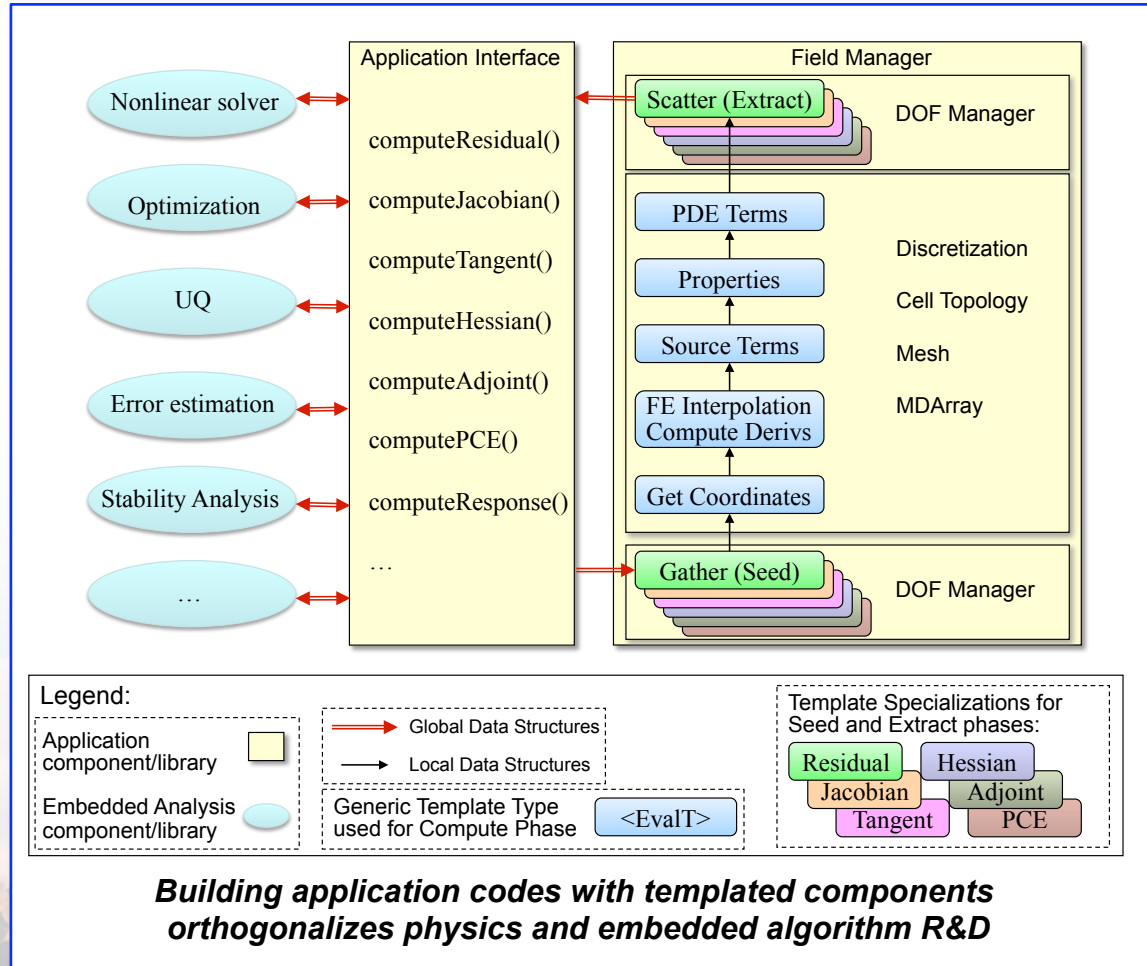 Application Interface
Field Manager
Nonlinear solver
Optimization
UQ
Error estimation
Stability Analysis
…
computeResidual()
computeJacobian()
computeTangent()
computeHessian()
computeAdjoint()
computePCE()
computeResponse()
…
Scatter (Extract)
DOF Manager
PDE Terms
Properties
Source Terms
FE Interpolation
Compute Derivs
Get Coordinates
Discretization
Cell Topology
Mesh
MDArray
Gather (Seed)
DOF Manager
Legend:
Application
component/library
Embedded Analysis
component/library
Global Data Structures
Local Data Structures
Generic Template Type
used for Compute Phase
<EvalT>
Template Specializations for
Seed and Extract phases:
Residual
Hessian
Jacobian
Adjoint
Tangent
PCE
Building application codes with templated components
orthogonalizes physics and embedded algorithm R&D